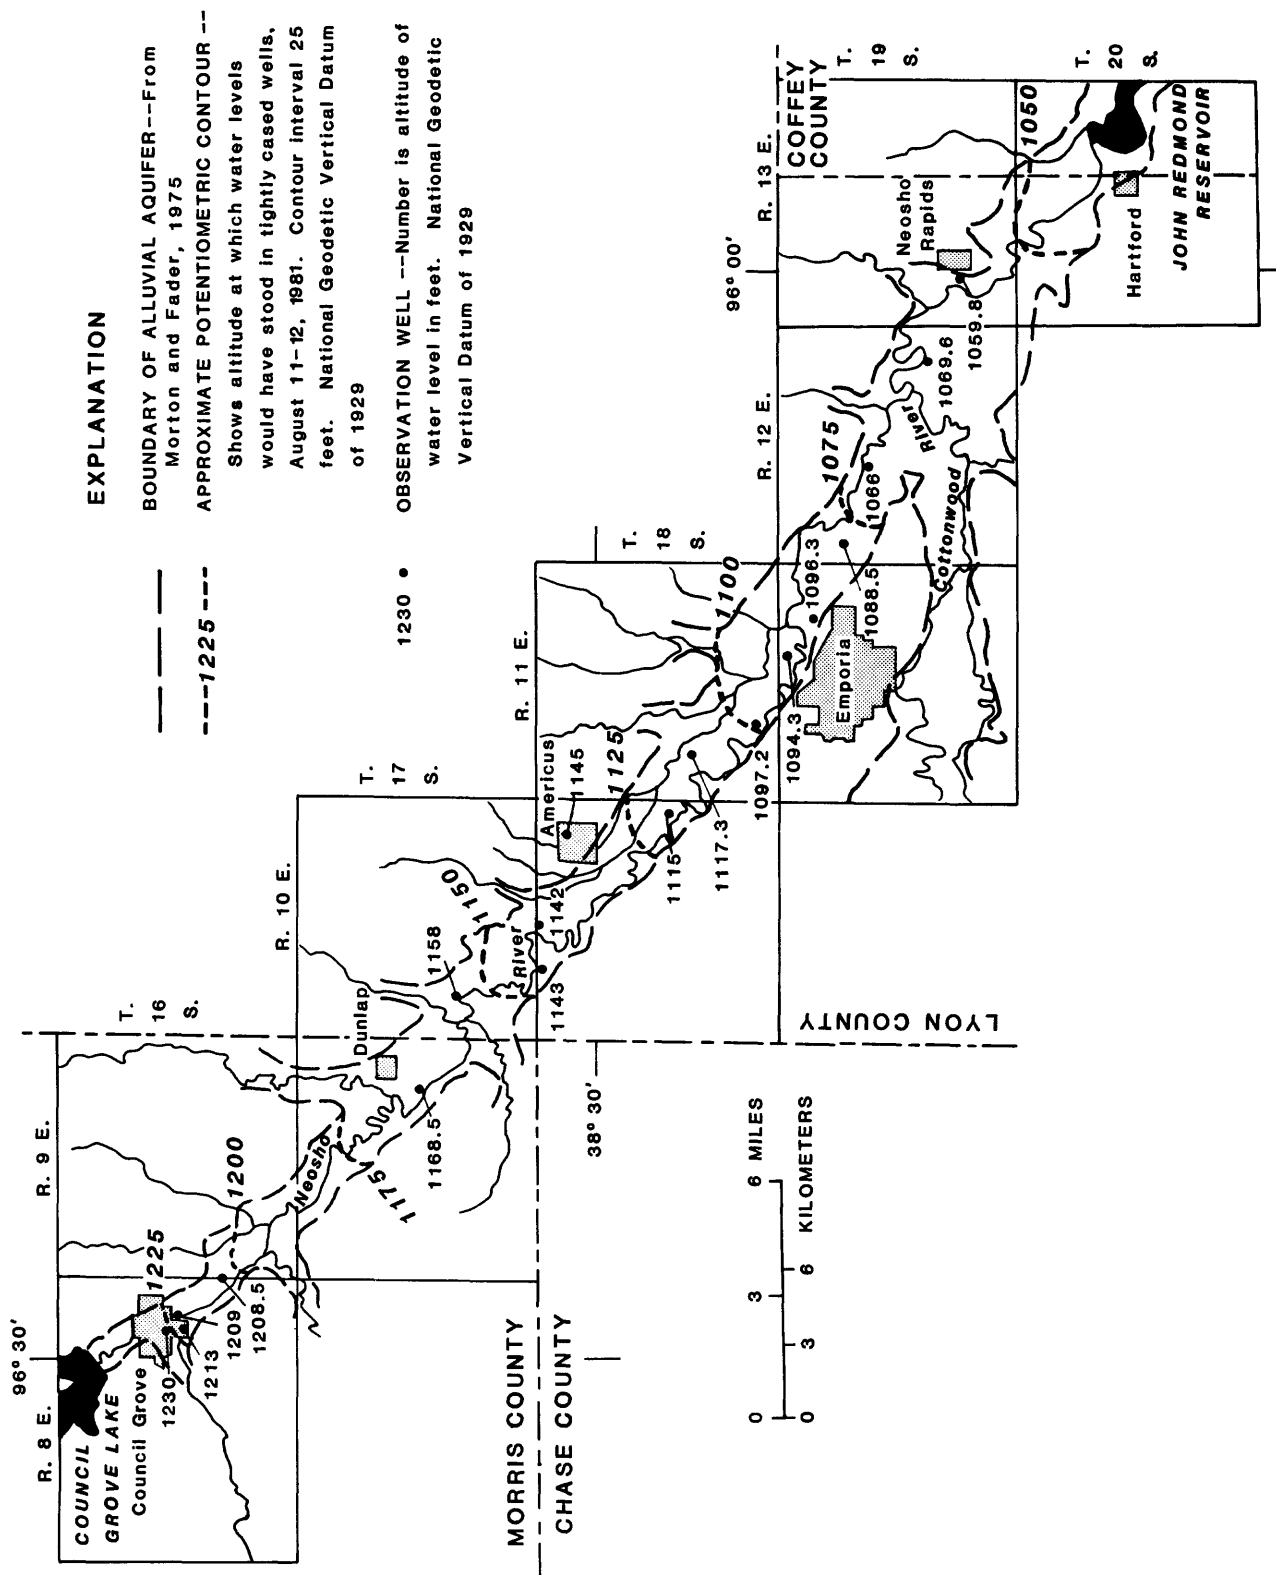 EXPLANATION
BOUNDARY OF ALLUVIAL AQUIFER---From
Morton and Fader, 1975
---1225---
APPROXIMATE POTENTIOMETRIC CONTOUR --
Shows altitude at which water levels
would have stood in tightly cased wells,
August 11-12, 1981. Contour interval 25
feet. National Geodetic Vertical Datum
of 1929
1230 •
OBSERVATION WELL ---Number is altitude of
water level in feet. National Geodetic
Vertical Datum of 1929
96° 30'
R. 8 E.
R. 9 E.
T.
16
S.
COUNCIL
GROVE LAKE
Council Grove
1230
1213
1209
1208.5
1225
1200
Neosho
1175
1168.5
Dunlap
R. 10 E.
T.
17
S.
1158
1150
River
1143
1142
MORRIS COUNTY
CHASE COUNTY
LYON COUNTY
38° 30'
Americus
1145
1125
1115
1117.3
R. 11 E.
T.
18
S.
1100
1097.2
1094.3
1096.3
1088.5
Emporia
R. 12 E.
1075
1066
Cottonwood
River
1069.6
96° 00'
R. 13 E.
COFFEY
COUNTY
T.
19
S.
Neosho
Rapids
1059.8
1050
T.
20
S.
Hartford
JOHN REDMOND
RESERVOIR
0 3 6 MILES
0 3 6 KILOMETERS